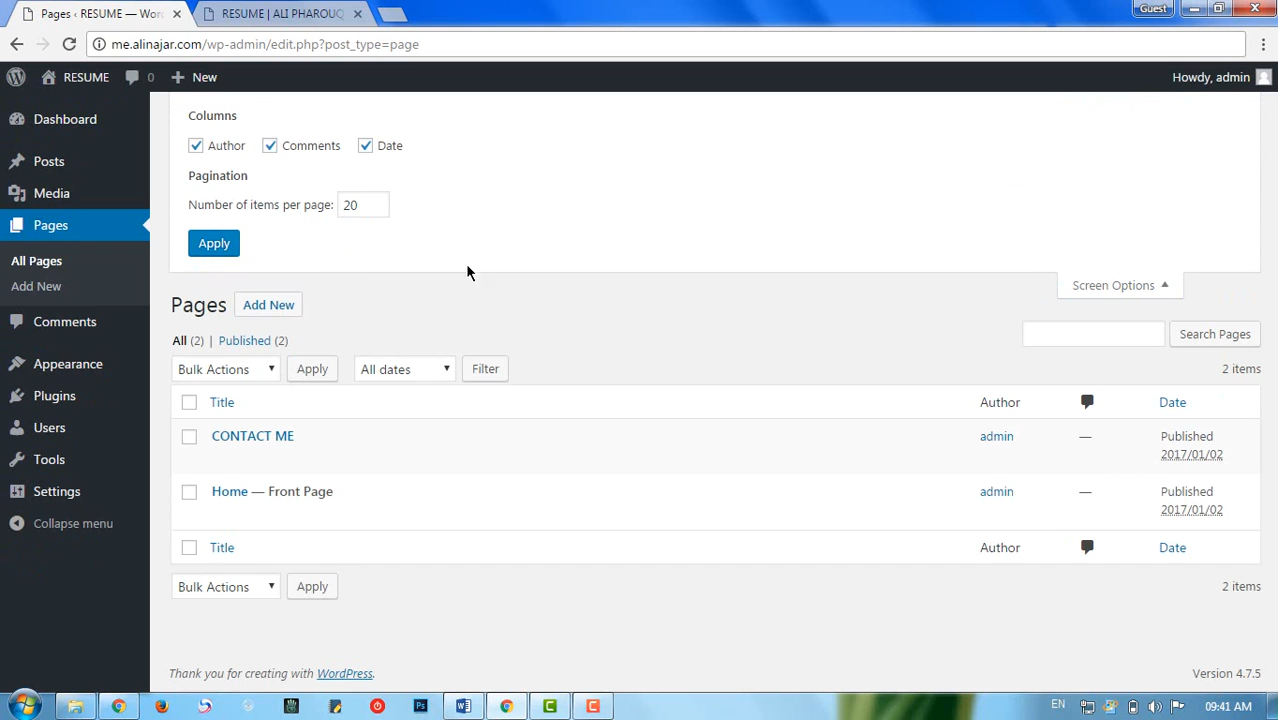 Pages ‹ RESUME — Wor
RESUME | ALI PHAROUQ
Guest
me.alinajar.com/wp-admin/edit.php?post_type=page
RESUME
0
New
Howdy, admin
Dashboard
Posts
Media
Pages
All Pages
Add New
Comments
Appearance
Plugins
Users
Tools
Settings
Collapse menu
Columns
Author
Comments
Date
Pagination
Number of items per page: 20
Apply
Screen Options
Pages
Add New
All (2) | Published (2)
Search Pages
Bulk Actions
Apply
All dates
Filter
2 items
Title
Author
Date
CONTACT ME
admin
—
Published
2017/01/02
Home — Front Page
admin
—
Published
2017/01/02
Title
Author
Date
Bulk Actions
Apply
2 items
Thank you for creating with WordPress.
Version 4.7.5
Ps
EN
09:41 AM